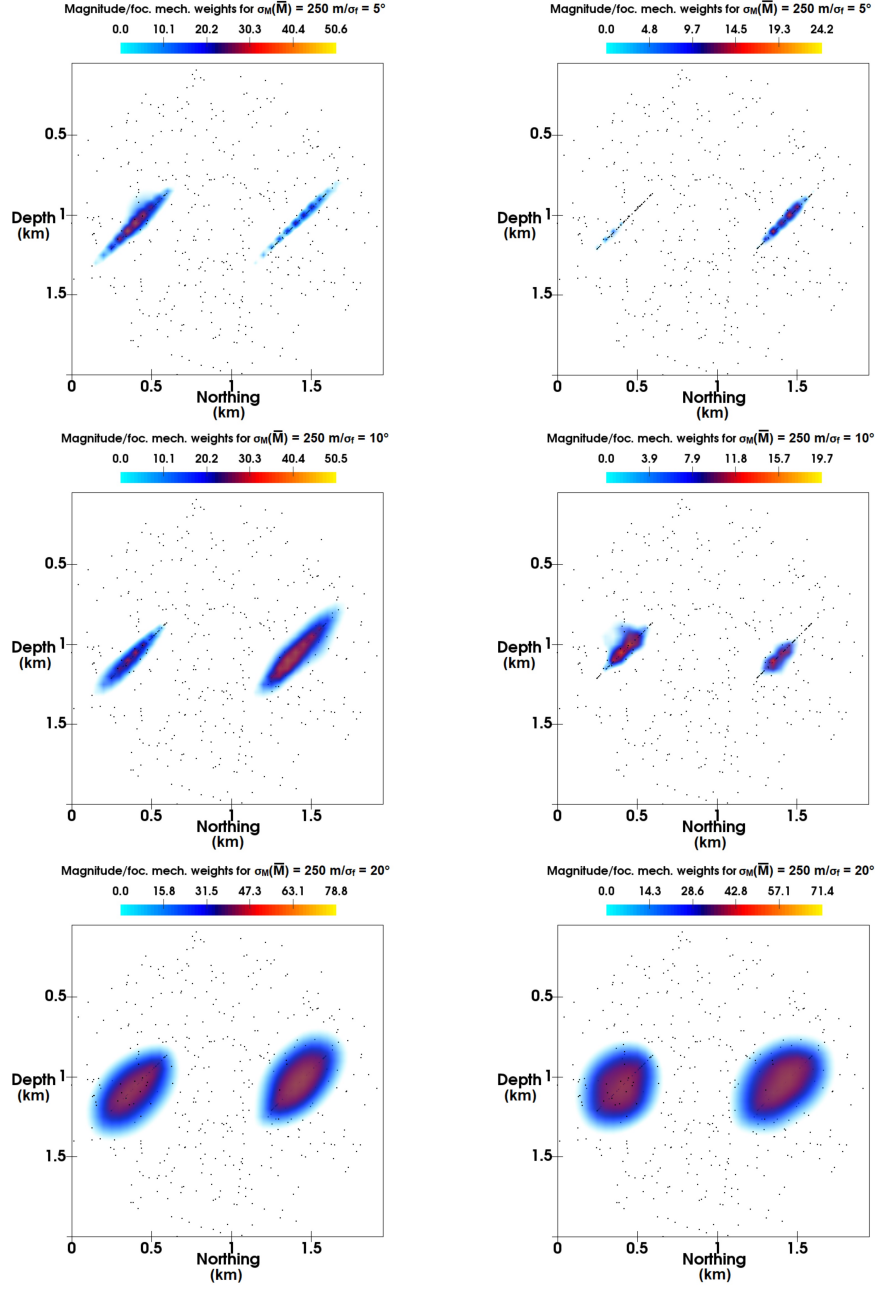 Magnitude/foc. mech. weights for σM(M̅) = 250 m/σf = 5°
0.0 10.1 20.2 30.3 40.4 50.6
0.5
Depth 1
(km)
1.5
0 0.5 1 1.5
Northing
(km)
Magnitude/foc. mech. weights for σM(M̅) = 250 m/σf = 5°
0.0 4.8 9.7 14.5 19.3 24.2
0.5
Depth 1
(km)
1.5
0 0.5 1 1.5
Northing
(km)
Magnitude/foc. mech. weights for σM(M̅) = 250 m/σf = 10°
0.0 10.1 20.2 30.3 40.4 50.5
0.5
Depth 1
(km)
1.5
0 0.5 1 1.5
Northing
(km)
Magnitude/foc. mech. weights for σM(M̅) = 250 m/σf = 10°
0.0 3.9 7.9 11.8 15.7 19.7
0.5
Depth 1
(km)
1.5
0 0.5 1 1.5
Northing
(km)
Magnitude/foc. mech. weights for σM(M̅) = 250 m/σf = 20°
0.0 15.8 31.5 47.3 63.1 78.8
0.5
Depth 1
(km)
1.5
0 0.5 1 1.5
Northing
(km)
Magnitude/foc. mech. weights for σM(M̅) = 250 m/σf = 20°
0.0 14.3 28.6 42.8 57.1 71.4
0.5
Depth 1
(km)
1.5
0 0.5 1 1.5
Northing
(km)